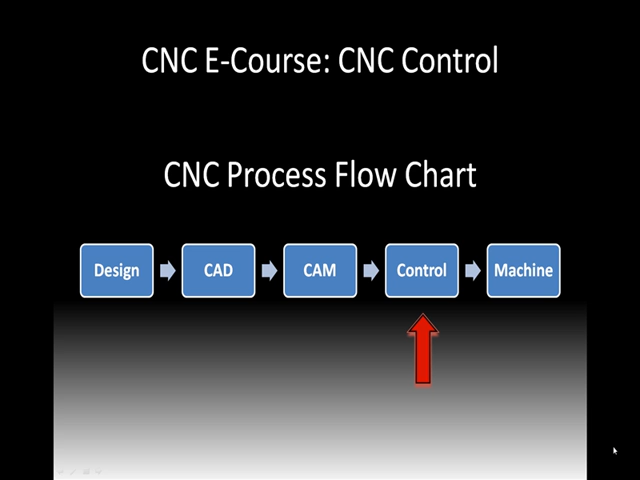 CNC E-Course: CNC Control
CNC Process Flow Chart
Design
CAD
CAM
Control
Machine